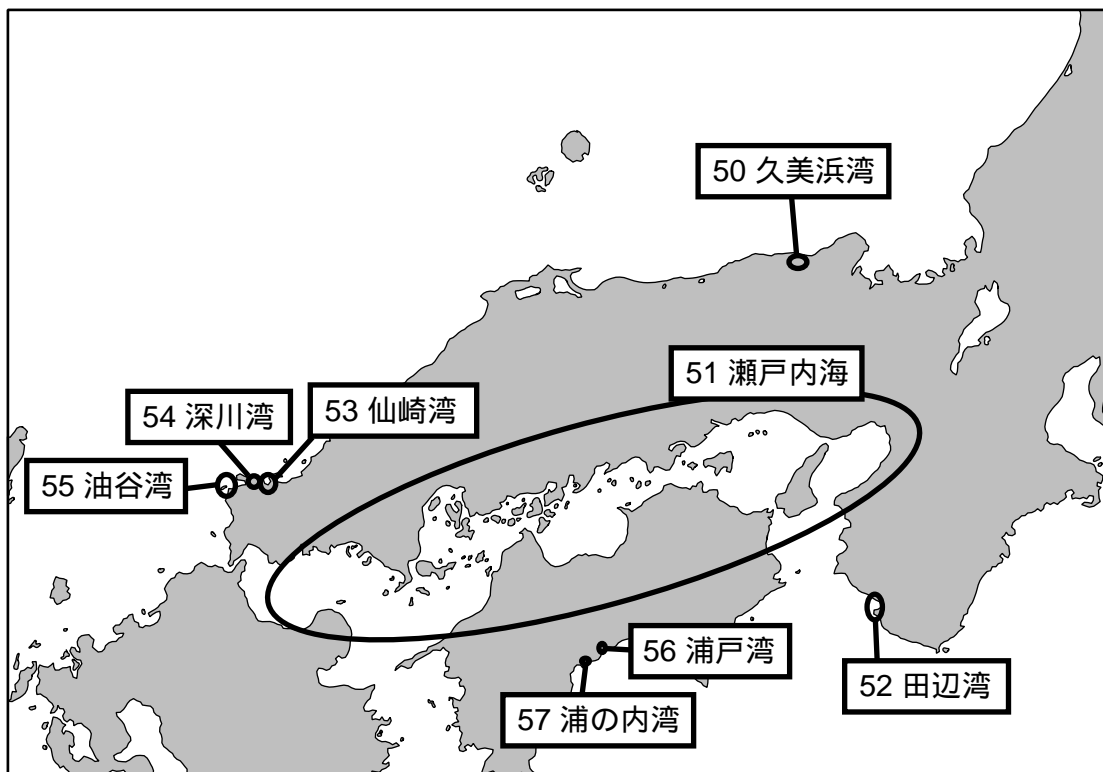 50 久美浜湾
51 瀬戸内海
54 深川湾
53 仙崎湾
55 油谷湾
56 浦戸湾
52 田辺湾
57 浦の内湾